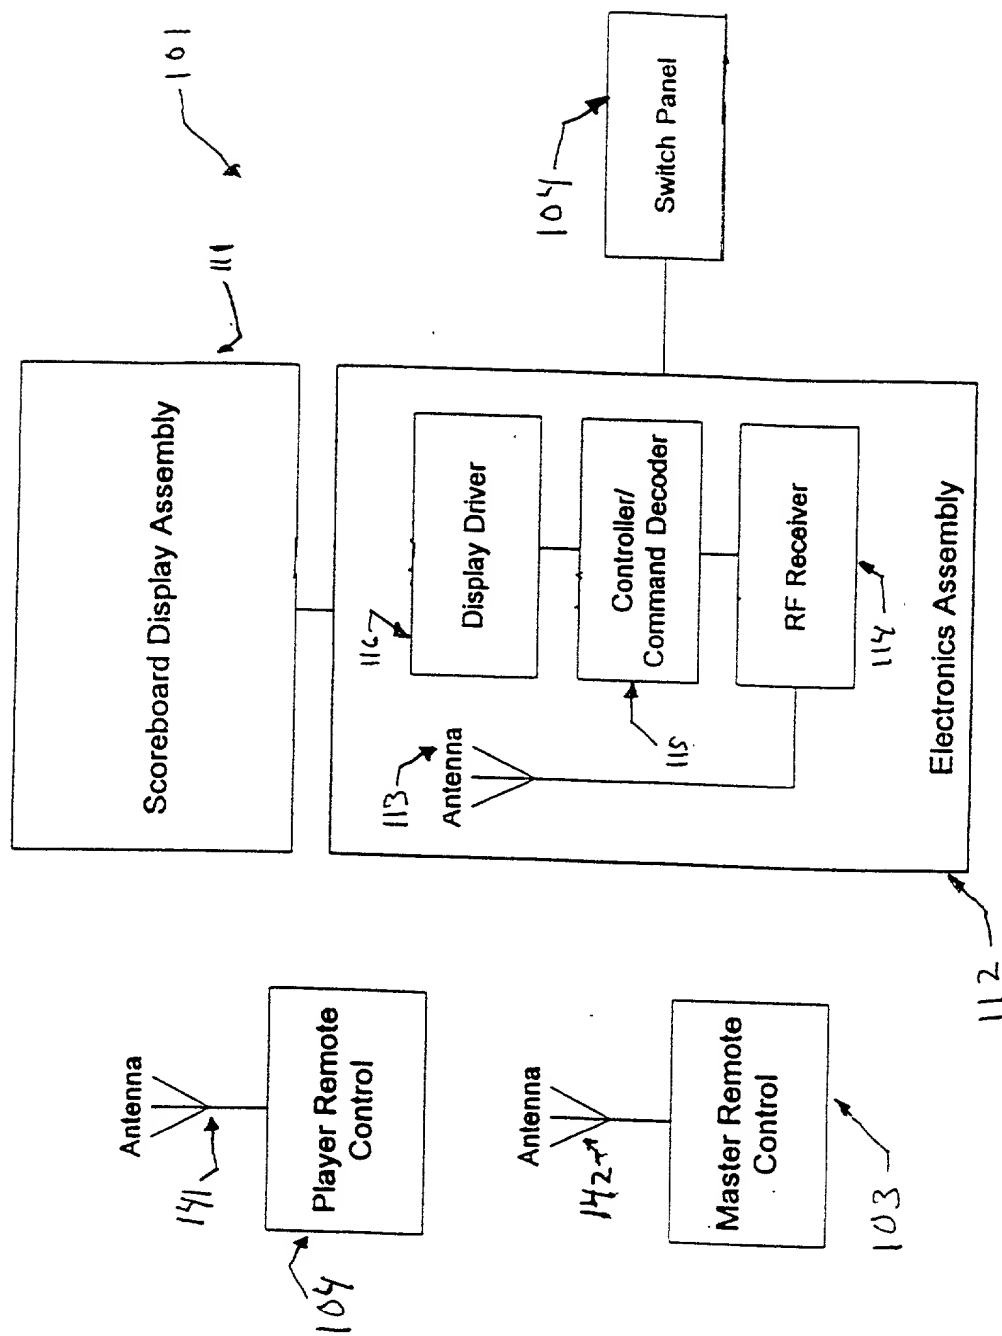 101
Scoreboard Display Assembly
111
Antenna
141
Player Remote
Control
104
Antenna
142
Master Remote
Control
103
113
Antenna
116
Display Driver
Controller/
Command Decoder
115
RF Receiver
114
Electronics Assembly
112
104
Switch Panel